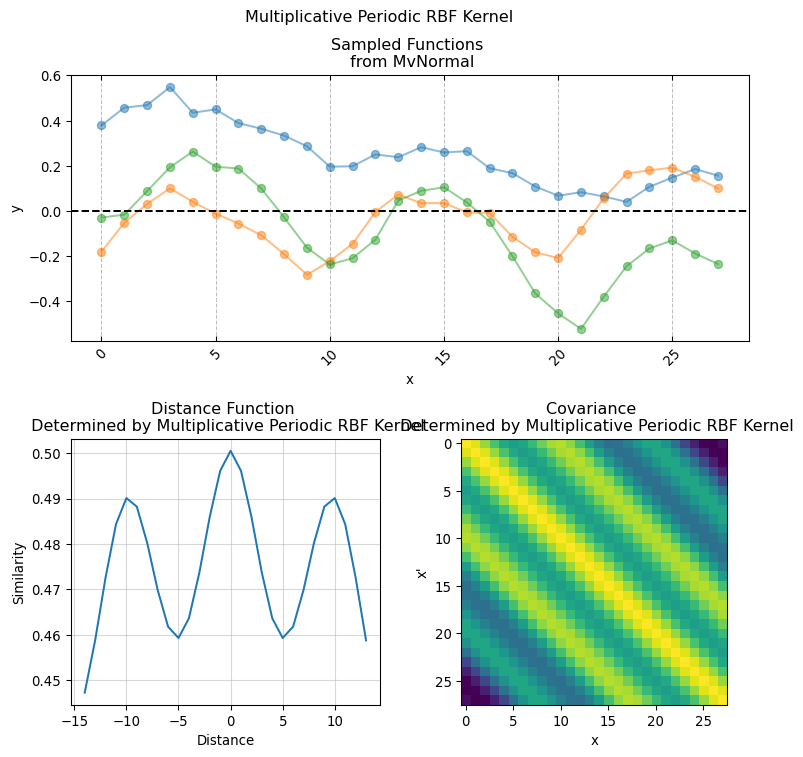 Multiplicative Periodic RBF Kernel
Sampled Functions
from MvNormal
0.6
0.4
0.2
0.0
−0.2
−0.4
y
0
5
10
15
20
25
x
Distance Function
Determined by Multiplicative Periodic RBF Kernel
0.50
0.49
0.48
0.47
0.46
0.45
Similarity
−15
−10
−5
0
5
10
Distance
Covariance
Determined by Multiplicative Periodic RBF Kernel
0
5
10
15
20
25
x'
0
5
10
15
20
25
x